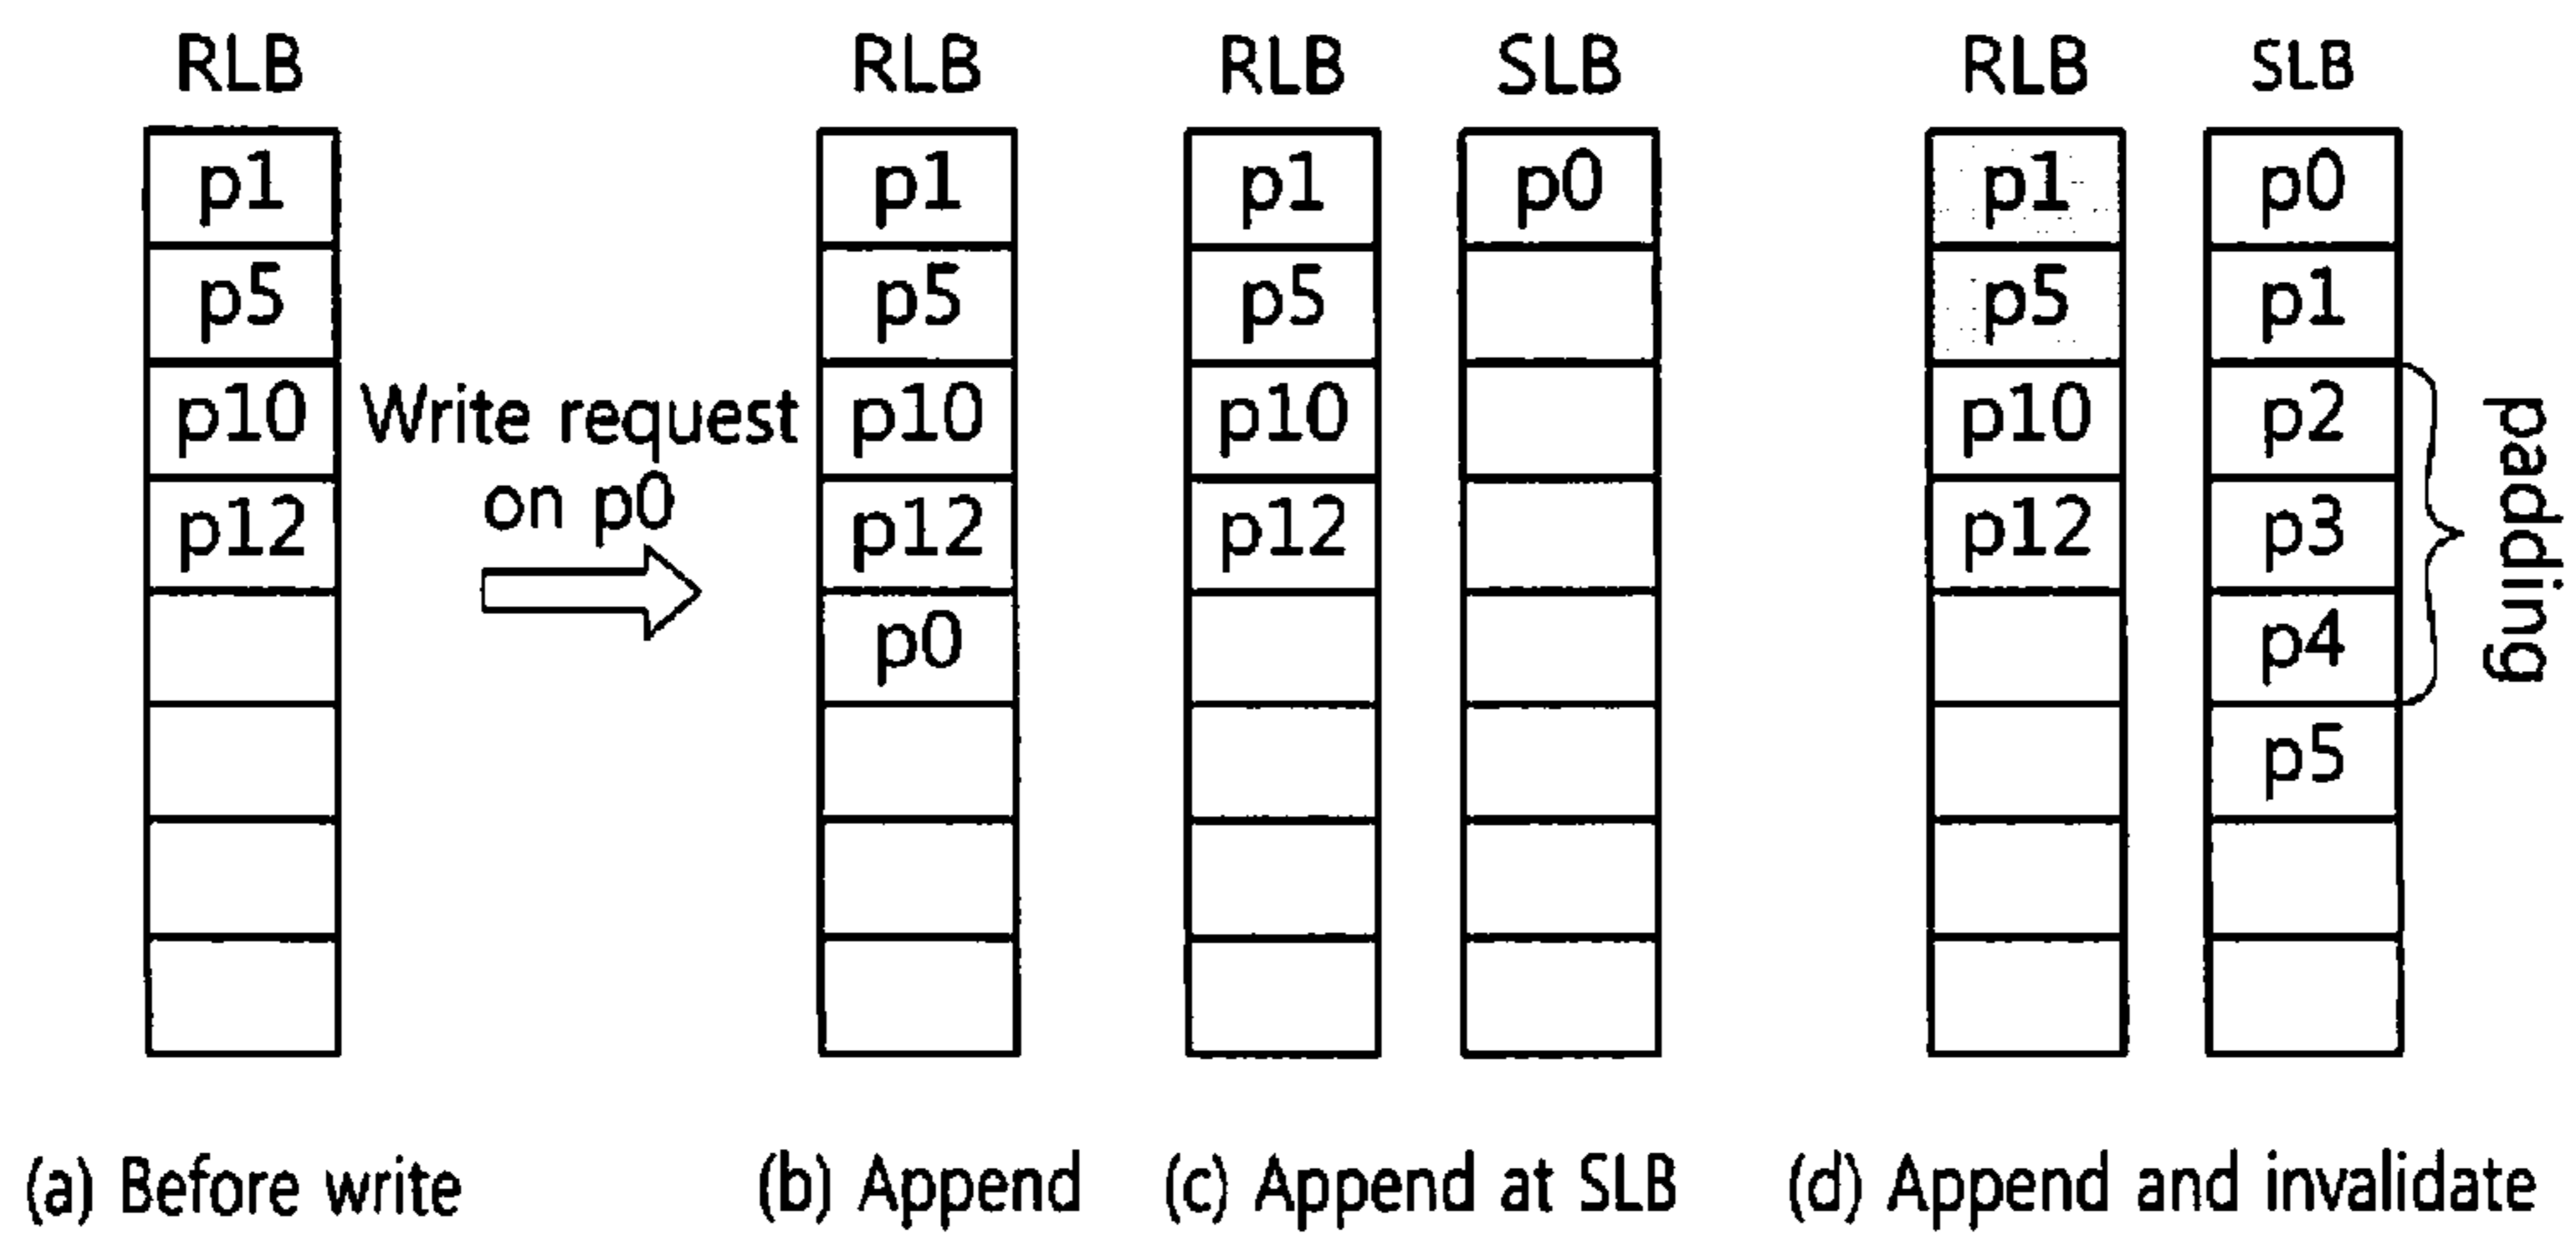 RLB
p1
p5
p10
p12
Write request
on p0
RLB
p1
p5
p10
p12
p0
RLB
p1
p5
p10
p12
SLB
p0
RLB
p1
p5
p10
p12
SLB
p0
p1
p2
p3
p4
p5
padding
(a) Before write
(b) Append
(c) Append at SLB
(d) Append and invalidate